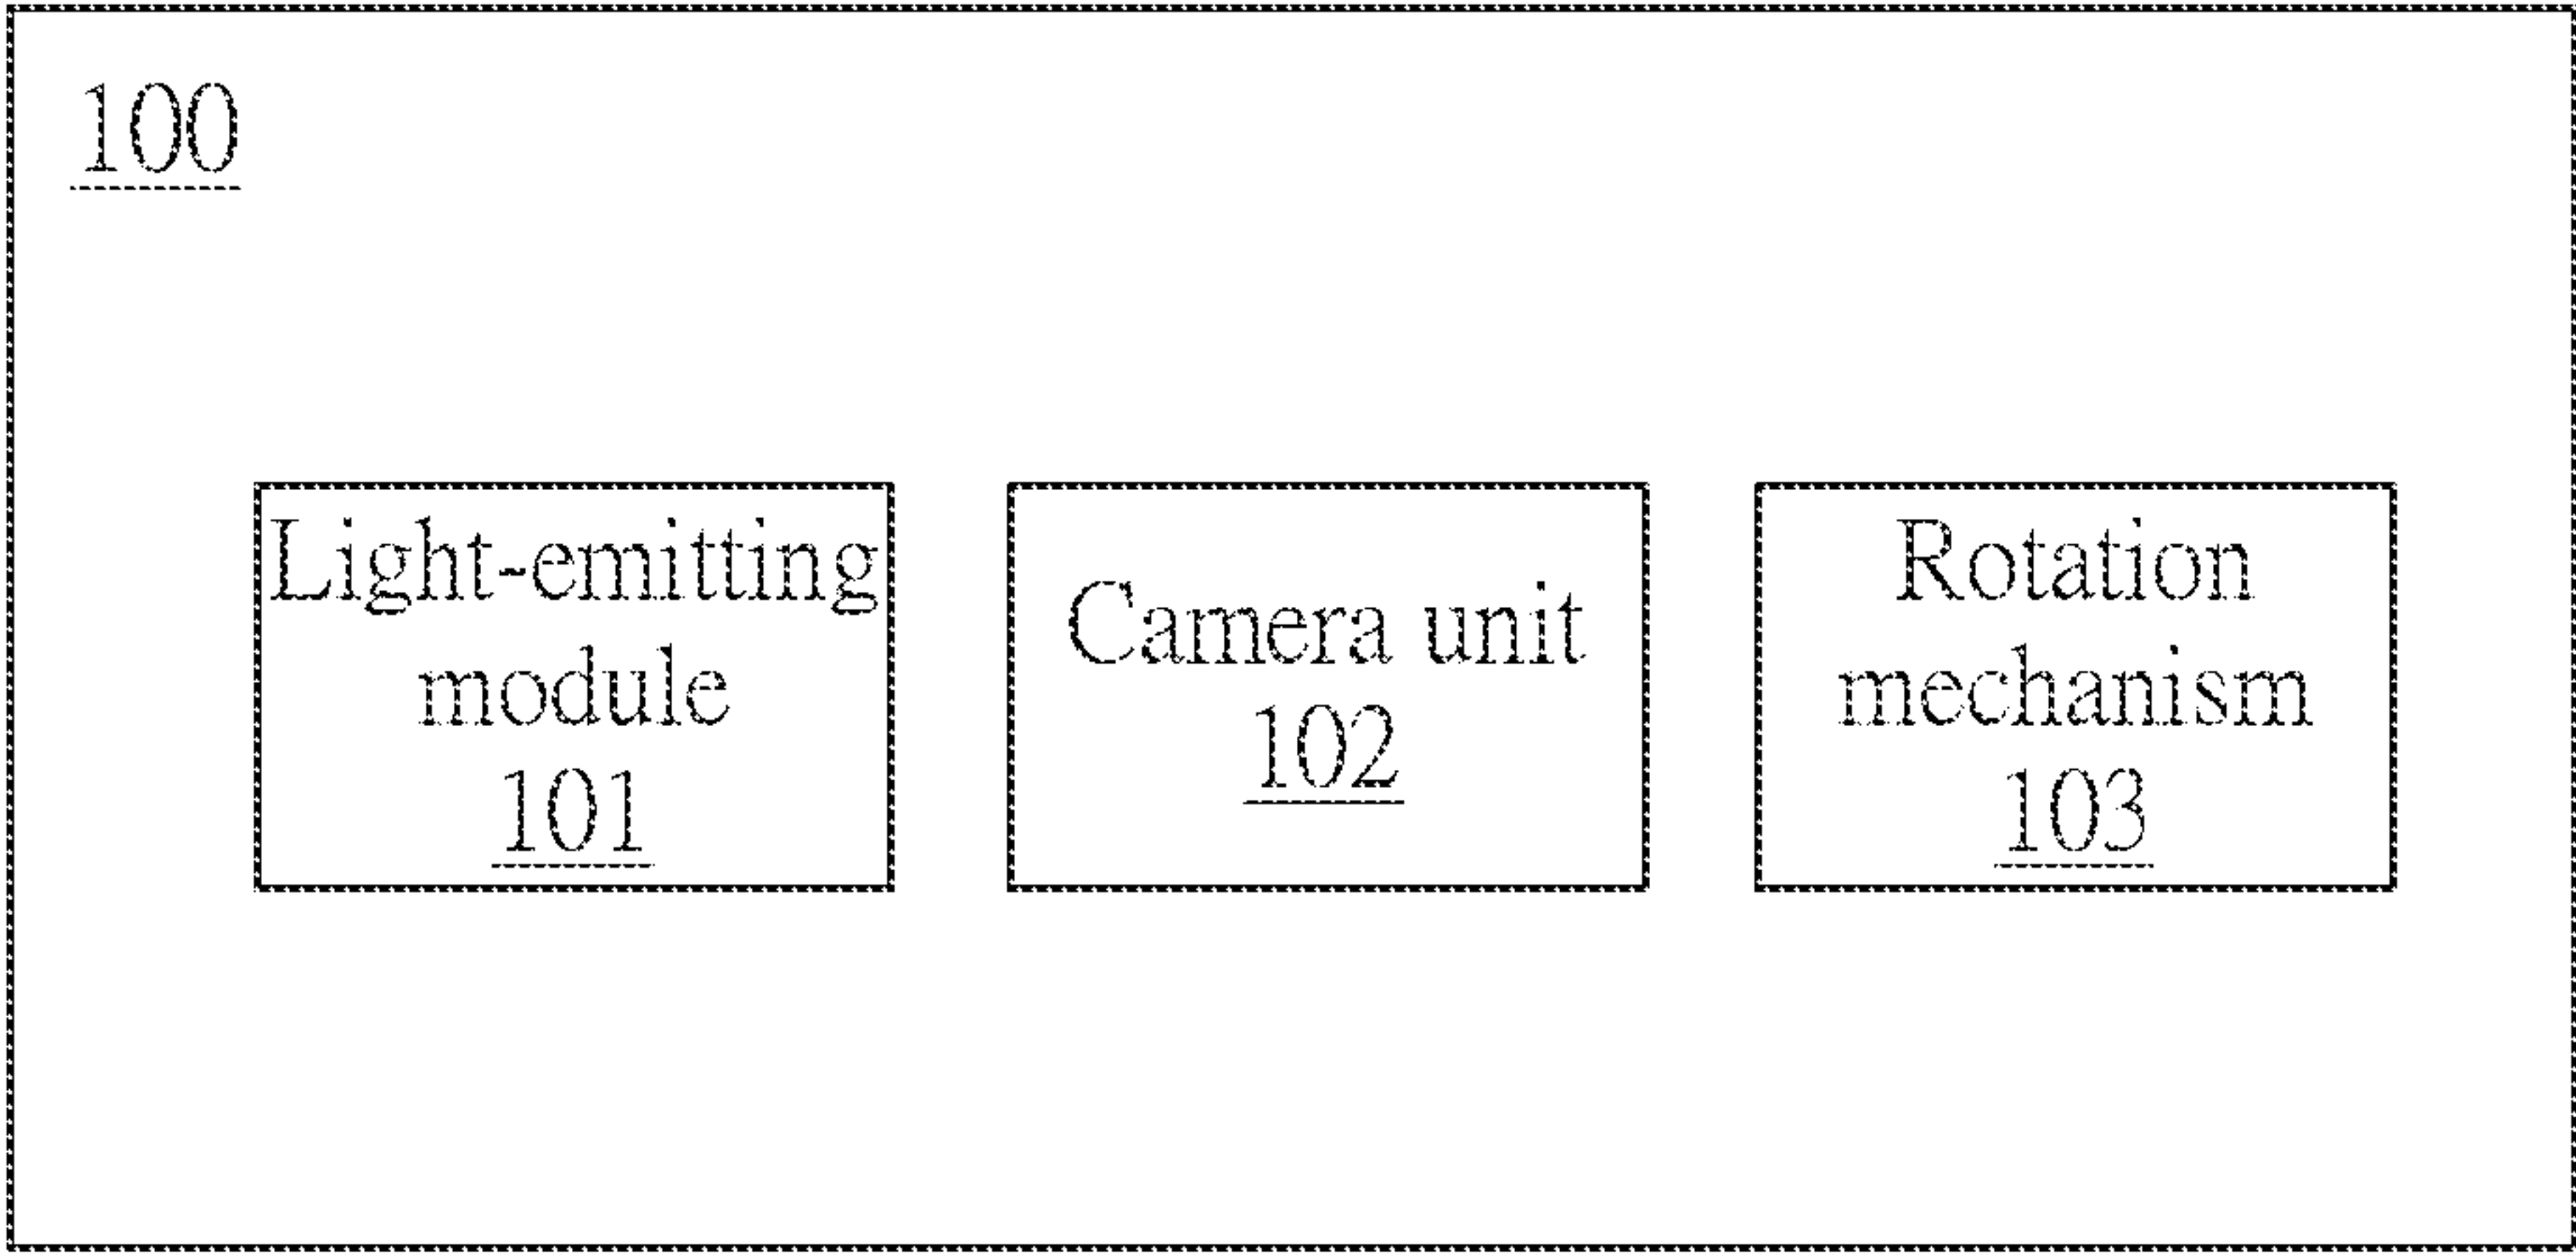 100
Light-emitting
module
101
Camera unit
102
Rotation
mechanism
103